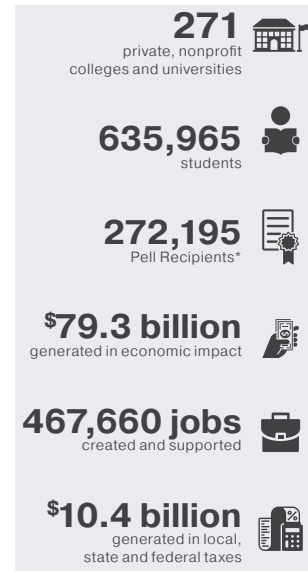 271
private, nonprofit
colleges and universities
635,965
students
272,195
Pell Recipients*
$79.3 billion
generated in economic impact
467,660 jobs
created and supported
$10.4 billion
generated in local,
state and federal taxes